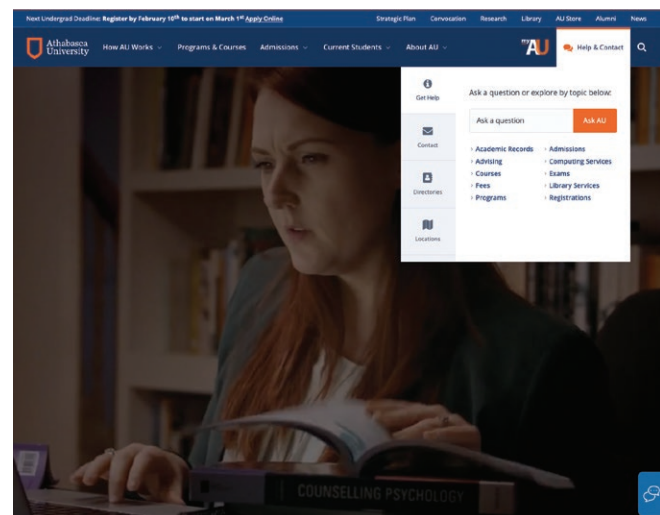 Next Undergrad Deadline: Register by February 10th to start on March 1st Apply Online
Strategic Plan Convocation Research Library AU Store Alumni News
Athabasca University
How AU Works Programs & Courses Admissions Current Students About AU
myAU
Help & Contact
Get Help
Contact
Directories
Locations
Ask a question or explore by topic below:
Ask a question Ask AU
Academic Records Admissions
Advising Computing Services
Courses Exams
Fees Library Services
Programs Registrations
COUNSELLING PSYCHOLOGY